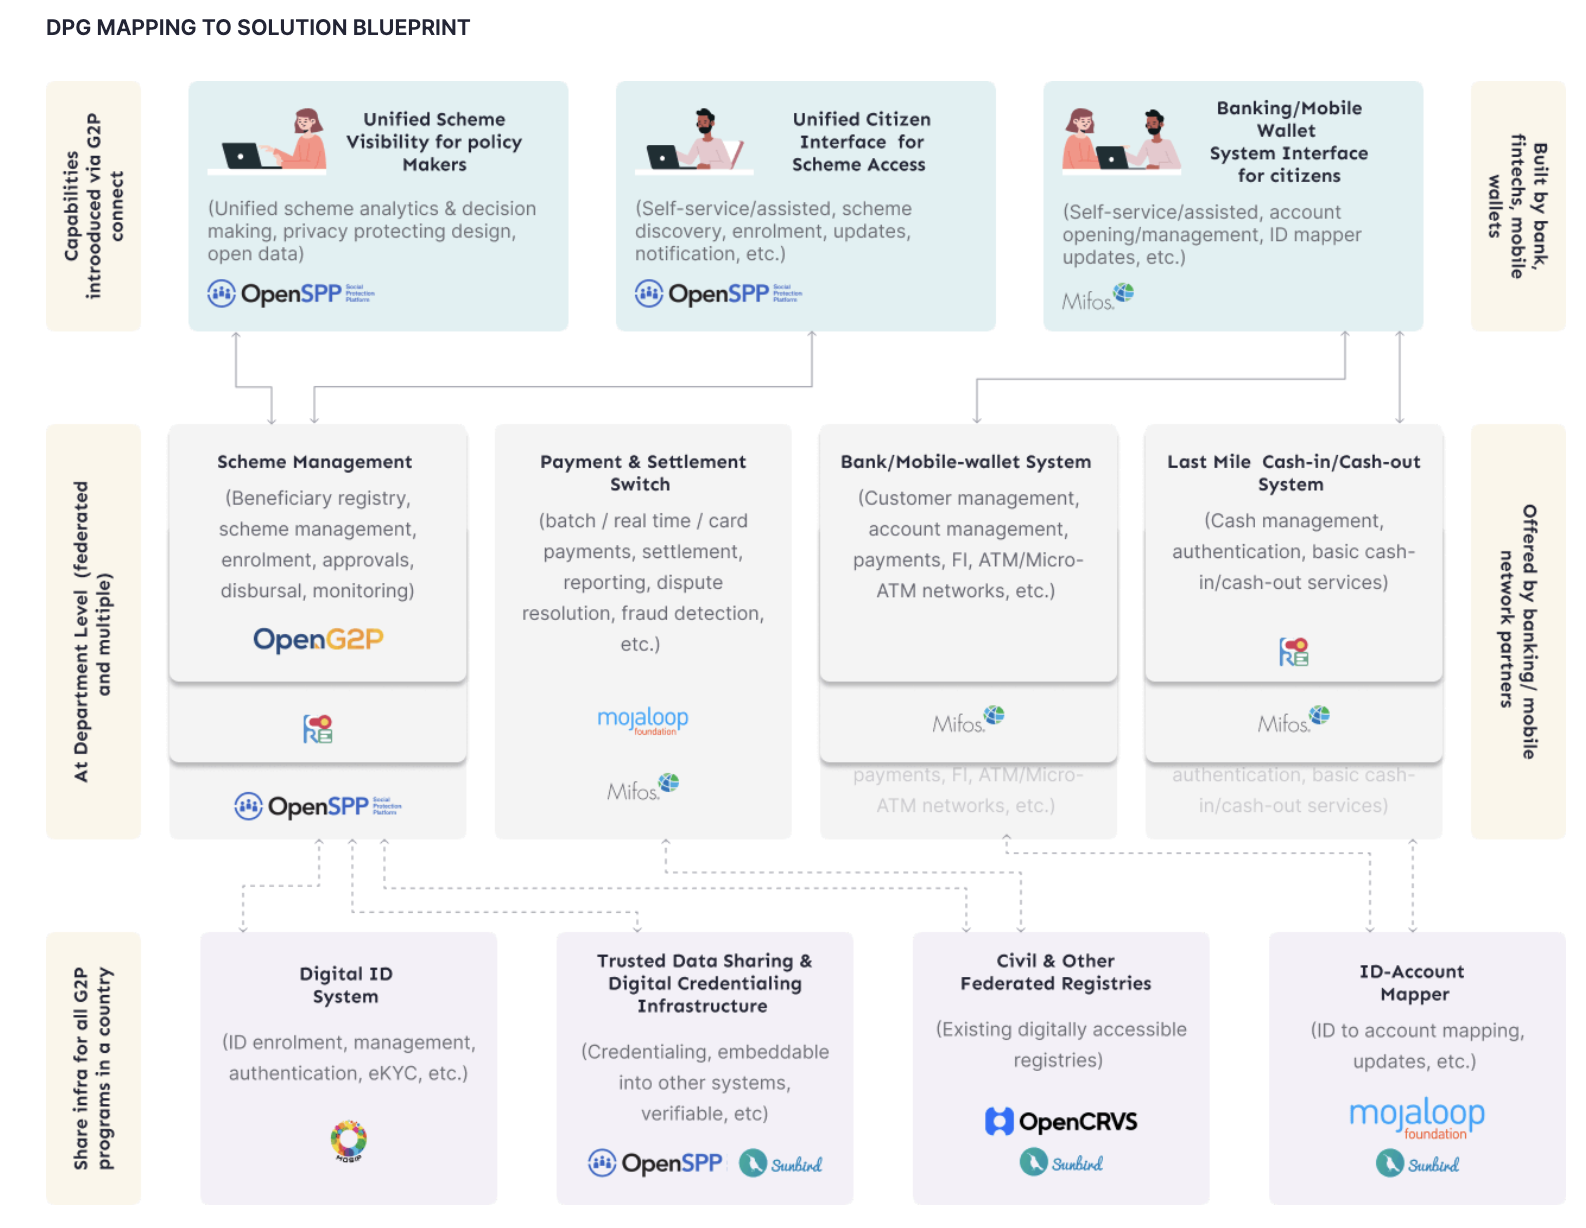 DPG MAPPING TO SOLUTION BLUEPRINT
Capabilities
introoduced via G2P
connect
Unified Scheme
Visibility for policy
Makers
(Unified scheme analytics & decision
making, privacy protecting design,
open data)
OpenSPP Social
Protection
Platform
Unified Citizen
Interface for
Scheme Access
(Self-service/assisted, scheme
discovery, enrolment, updates,
notification, etc.)
OpenSPP Social
Protection
Platform
Banking/Mobile
Wallet
System Interface
for citizens
(Self-service/assisted, account
opening/management, ID mapper
updates, etc.)
Mifos
Built by bank,
fintechs, mobile
wallets
At Department Level (federated
and multiple)
Scheme Management
(Beneficiary registry,
scheme management,
enrolment, approvals,
disbursal, monitoring)
OpenG2P
OpenSPP Social
Protection
Platform
Payment & Settlement
Switch
(batch / real time / card
payments, settlement,
reporting, dispute
resolution, fraud detection,
etc.)
mojaloop
foundation
Mifos
Bank/Mobile-wallet System
(Customer management,
account management,
payments, FI, ATM/Micro-
ATM networks, etc.)
Mifos
payments, FI, ATM/Micro-
ATM networks, etc.)
Last Mile Cash-in/Cash-out
System
(Cash management,
authentication, basic cash-
in/cash-out services)
Mifos
authentication, basic cash-
in/cash-out services)
Offered by banking/ mobile
network partners
Share infra for all G2P
programs in a country
Digital ID
System
(ID enrolment, management,
authentication, eKYC, etc.)
MOSIP
Trusted Data Sharing &
Digital Credentialing
Infrastructure
(Credentialing, embeddable
into other systems,
verifiable, etc)
OpenSPP
Sunbird
Civil & Other
Federated Registries
(Existing digitally accessible
registries)
OpenCRVS
Sunbird
ID-Account
Mapper
(ID to account mapping,
updates, etc.)
mojaloop
foundation
Sunbird